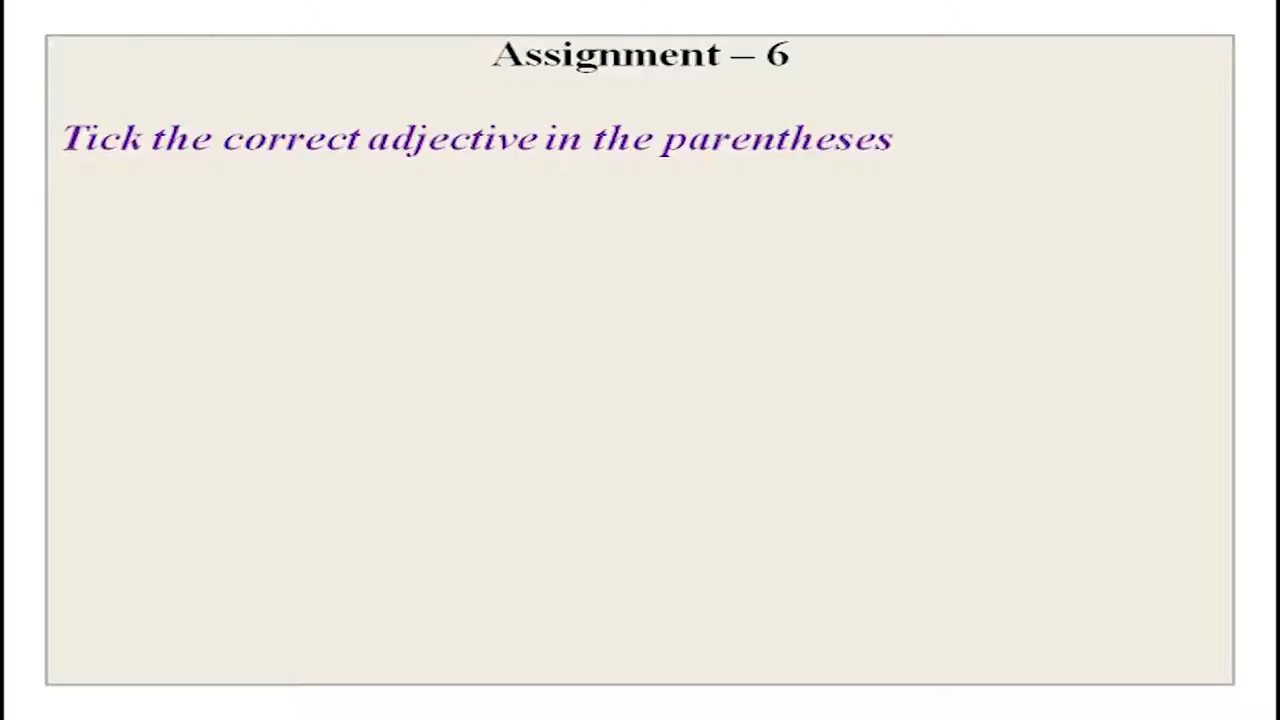 Assignment – 6
Tick the correct adjective in the parentheses